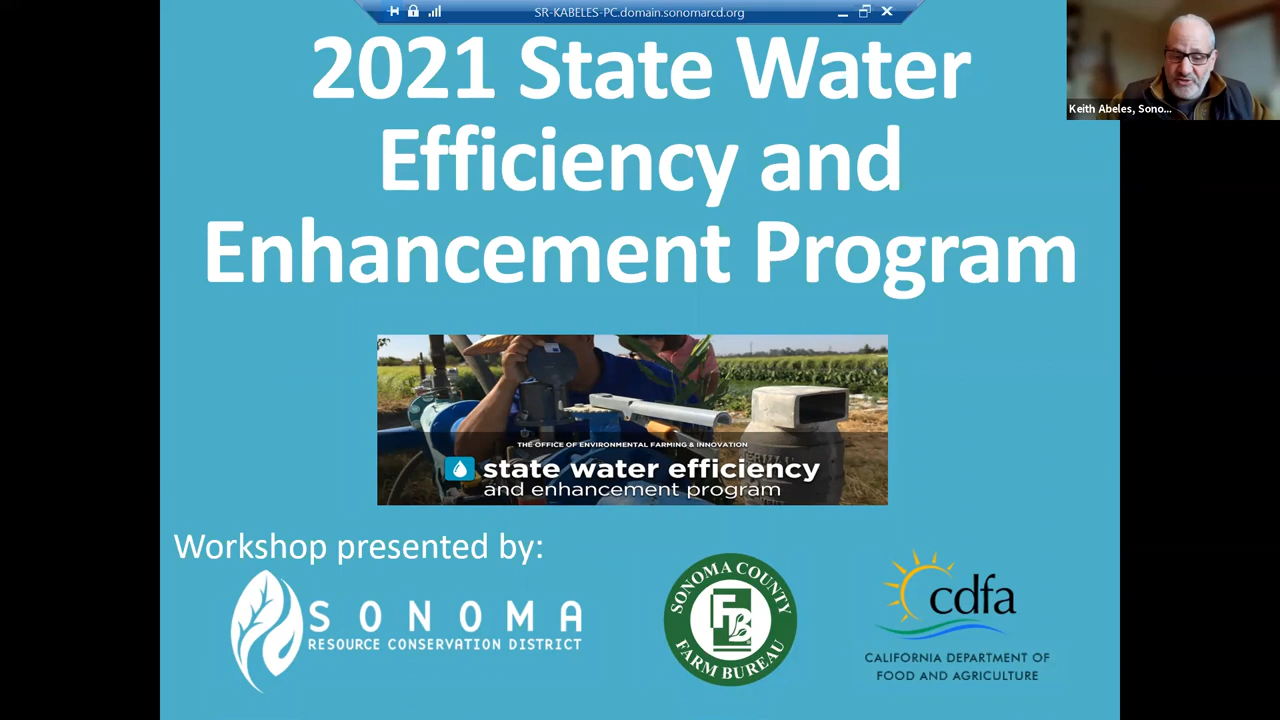 SR-KABELES-PC.domain.sonomarcd.org
2021 State Water
Efficiency and
Enhancement Program
Keith Abeles, Sono...
THE OFFICE OF ENVIRONMENTAL FARMING & INNOVATION
state water efficiency
and enhancement program
Workshop presented by:
SONOMA
RESOURCE CONSERVATION DISTRICT
SONOMA COUNTY
FB
FARM BUREAU
cdfa
CALIFORNIA DEPARTMENT OF
FOOD AND AGRICULTURE